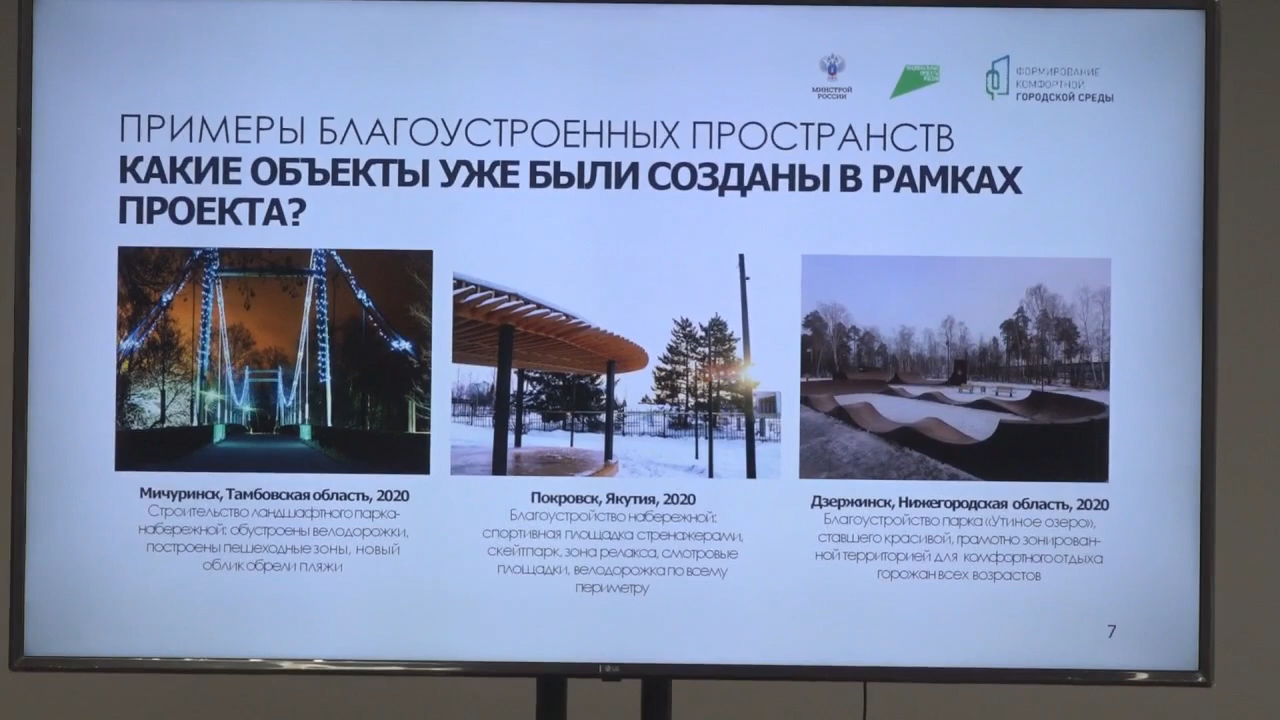 МИНСТРОЙ
РОССИИ
ФОРМИРОВАНИЕ
КОМФОРТНОЙ
ГОРОДСКОЙ СРЕДЫ
ПРИМЕРЫ БЛАГОУСТРОЕННЫХ ПРОСТРАНСТВ
КАКИЕ ОБЪЕКТЫ УЖЕ БЫЛИ СОЗДАНЫ В РАМКАХ
ПРОЕКТА?
Мичуринск, Тамбовская область, 2020
Строительство ландшафтного парка-
набережной: обустроены велодорожки,
построены пешеходные зоны, новый
облик обрели пляжи
Покровск, Якутия, 2020
Благоустройство набережной:
спортивная площадка с тренажерами,
скейтпарк, зона релакса, смотровые
площадки, велодорожка по всему
периметру
Дзержинск, Нижегородская область, 2020
Благоустройство парка «Утиное озеро»,
ставшего красивой, грамотно зонирован-
ной территорией для комфортного отдыха
горожан всех возрастов
7